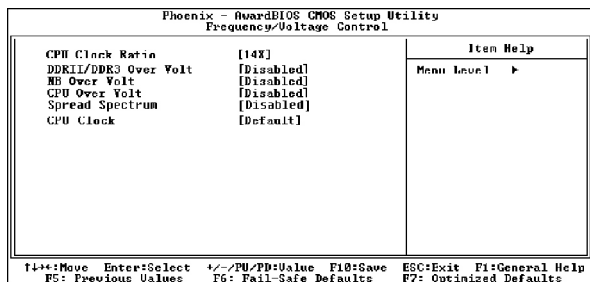 Phoenix - AwardBIOS CMOS Setup Utility
Frequency/Voltage Control
CPU Clock Ratio [14X]
DDRII/DDR3 Over Volt [Disabled]
NB Over Volt [Disabled]
CPU Over Volt [Disabled]
Spread Spectrum [Disabled]
CPU Clock [Default]
Item Help
Menu Level ►
↑↓→←:Move Enter:Select +/-/PU/PD:Value F10:Save ESC:Exit F1:General Help
F5: Previous Values F6: Fail-Safe Defaults F7: Optimized Defaults